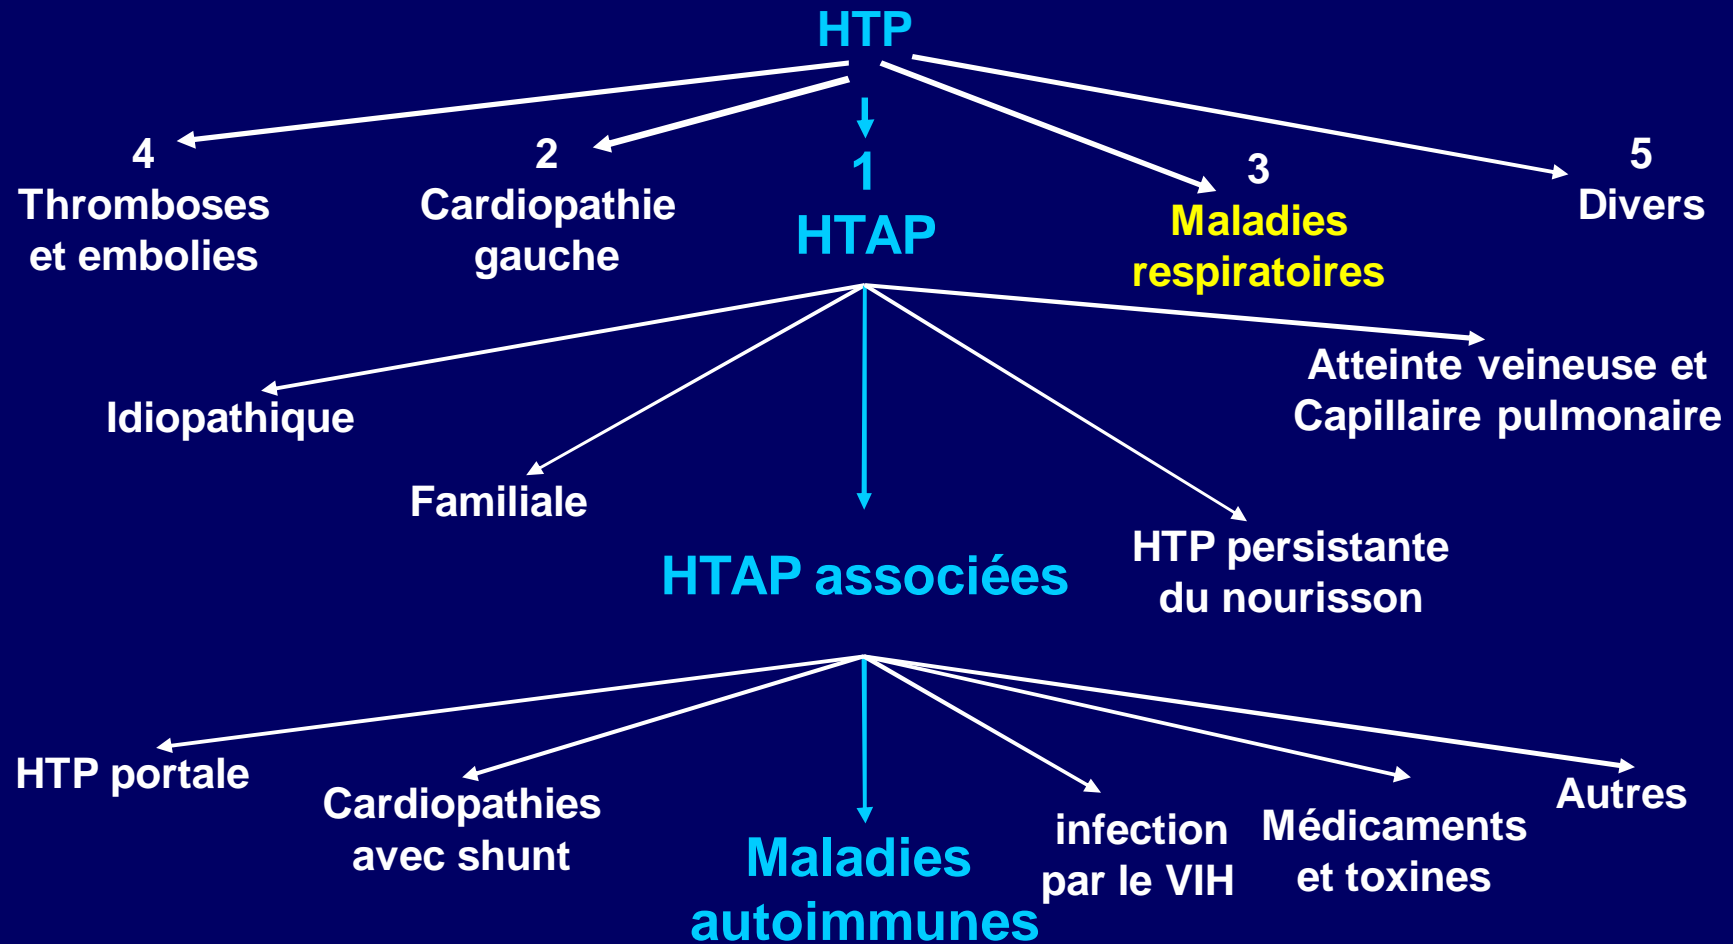 HTP
4
Thromboses
et embolies
2
Cardiopathie
gauche
1
HTAP
3
Maladies
respiratoires
5
Divers
Idiopathique
Familiale
HTAP associées
HTP persistante
du nourisson
Atteinte veineuse et
Capillaire pulmonaire
HTP portale
Cardiopathies
avec shunt
Maladies
autoimmunes
infection
par le VIH
Médicaments
et toxines
Autres